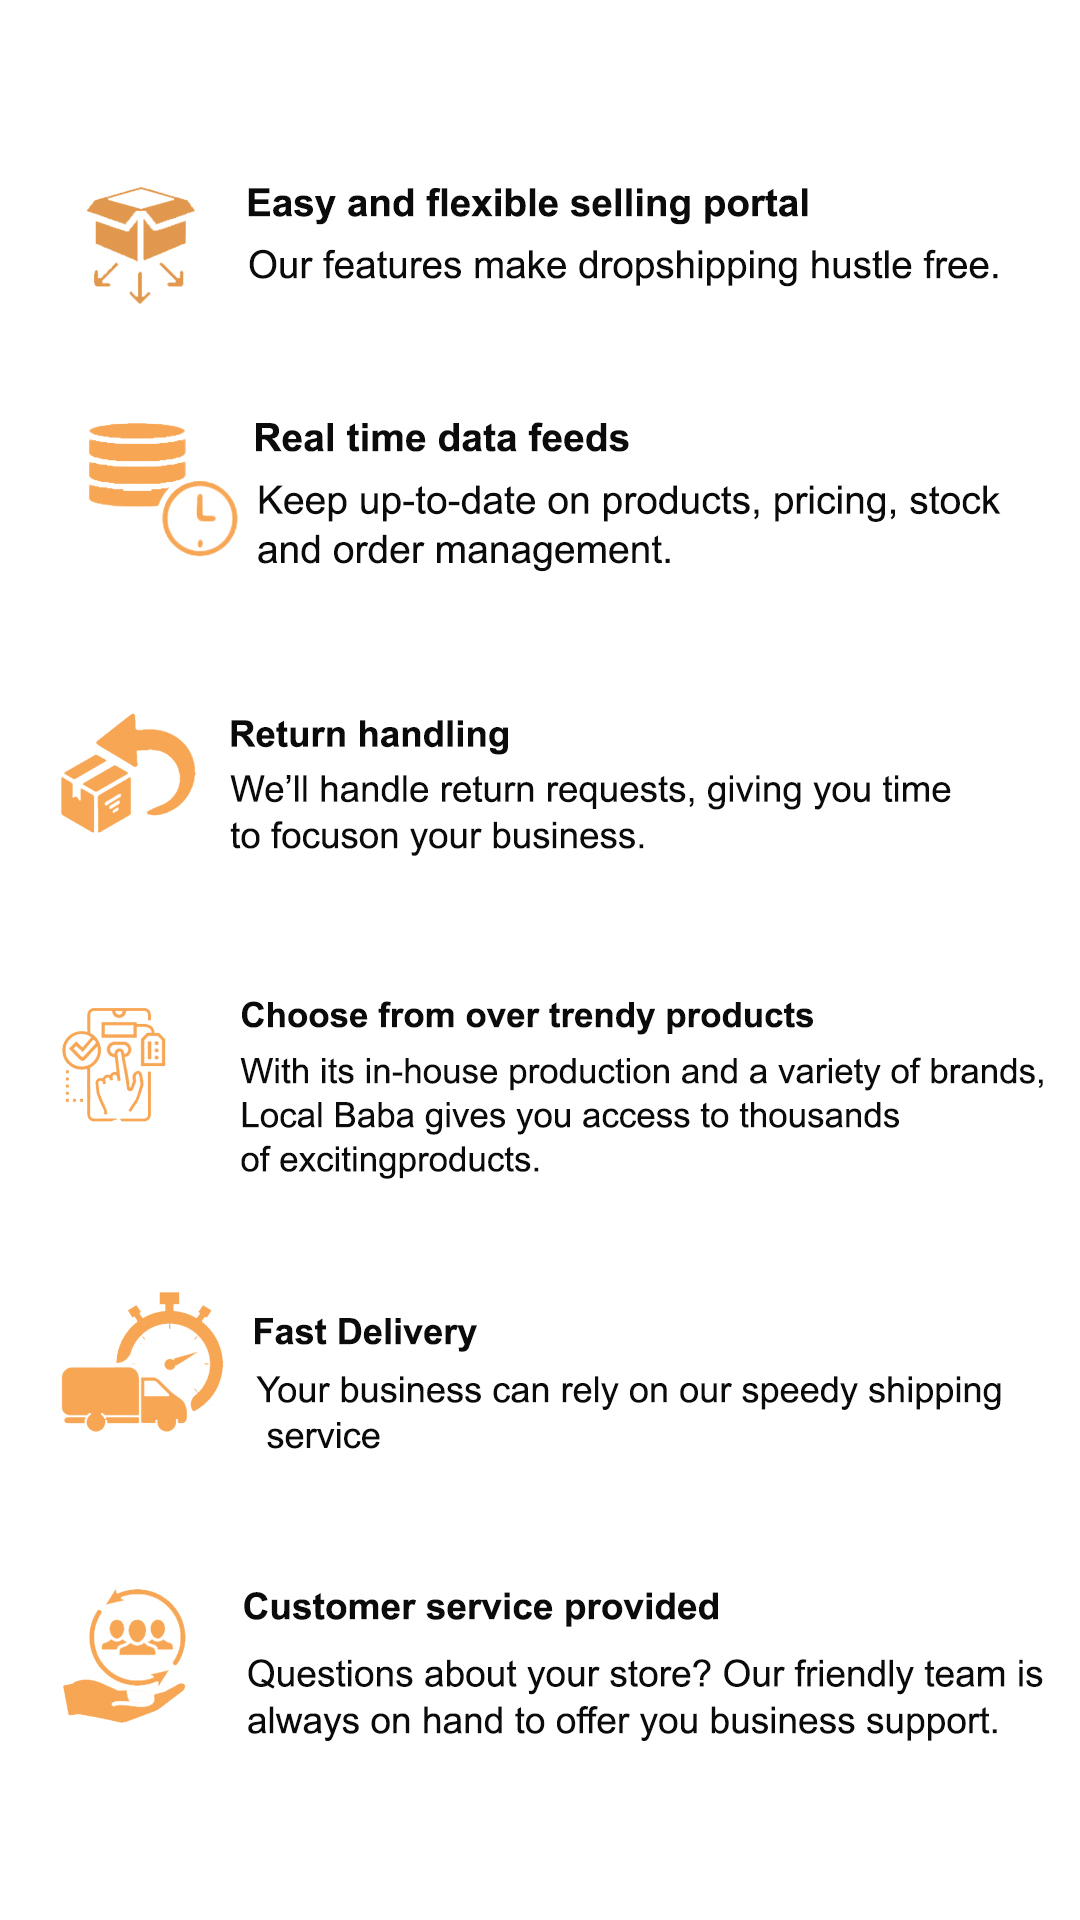 Easy and flexible selling portal
Our features make dropshipping hustle free.
Real time data feeds
Keep up-to-date on products, pricing, stock
and order management.
Return handling
We’ll handle return requests, giving you time
to focuson your business.
Choose from over trendy products
With its in-house production and a variety of brands,
Local Baba gives you access to thousands
of excitingproducts.
Fast Delivery
Your business can rely on our speedy shipping
service
Customer service provided
Questions about your store? Our friendly team is
always on hand to offer you business support.